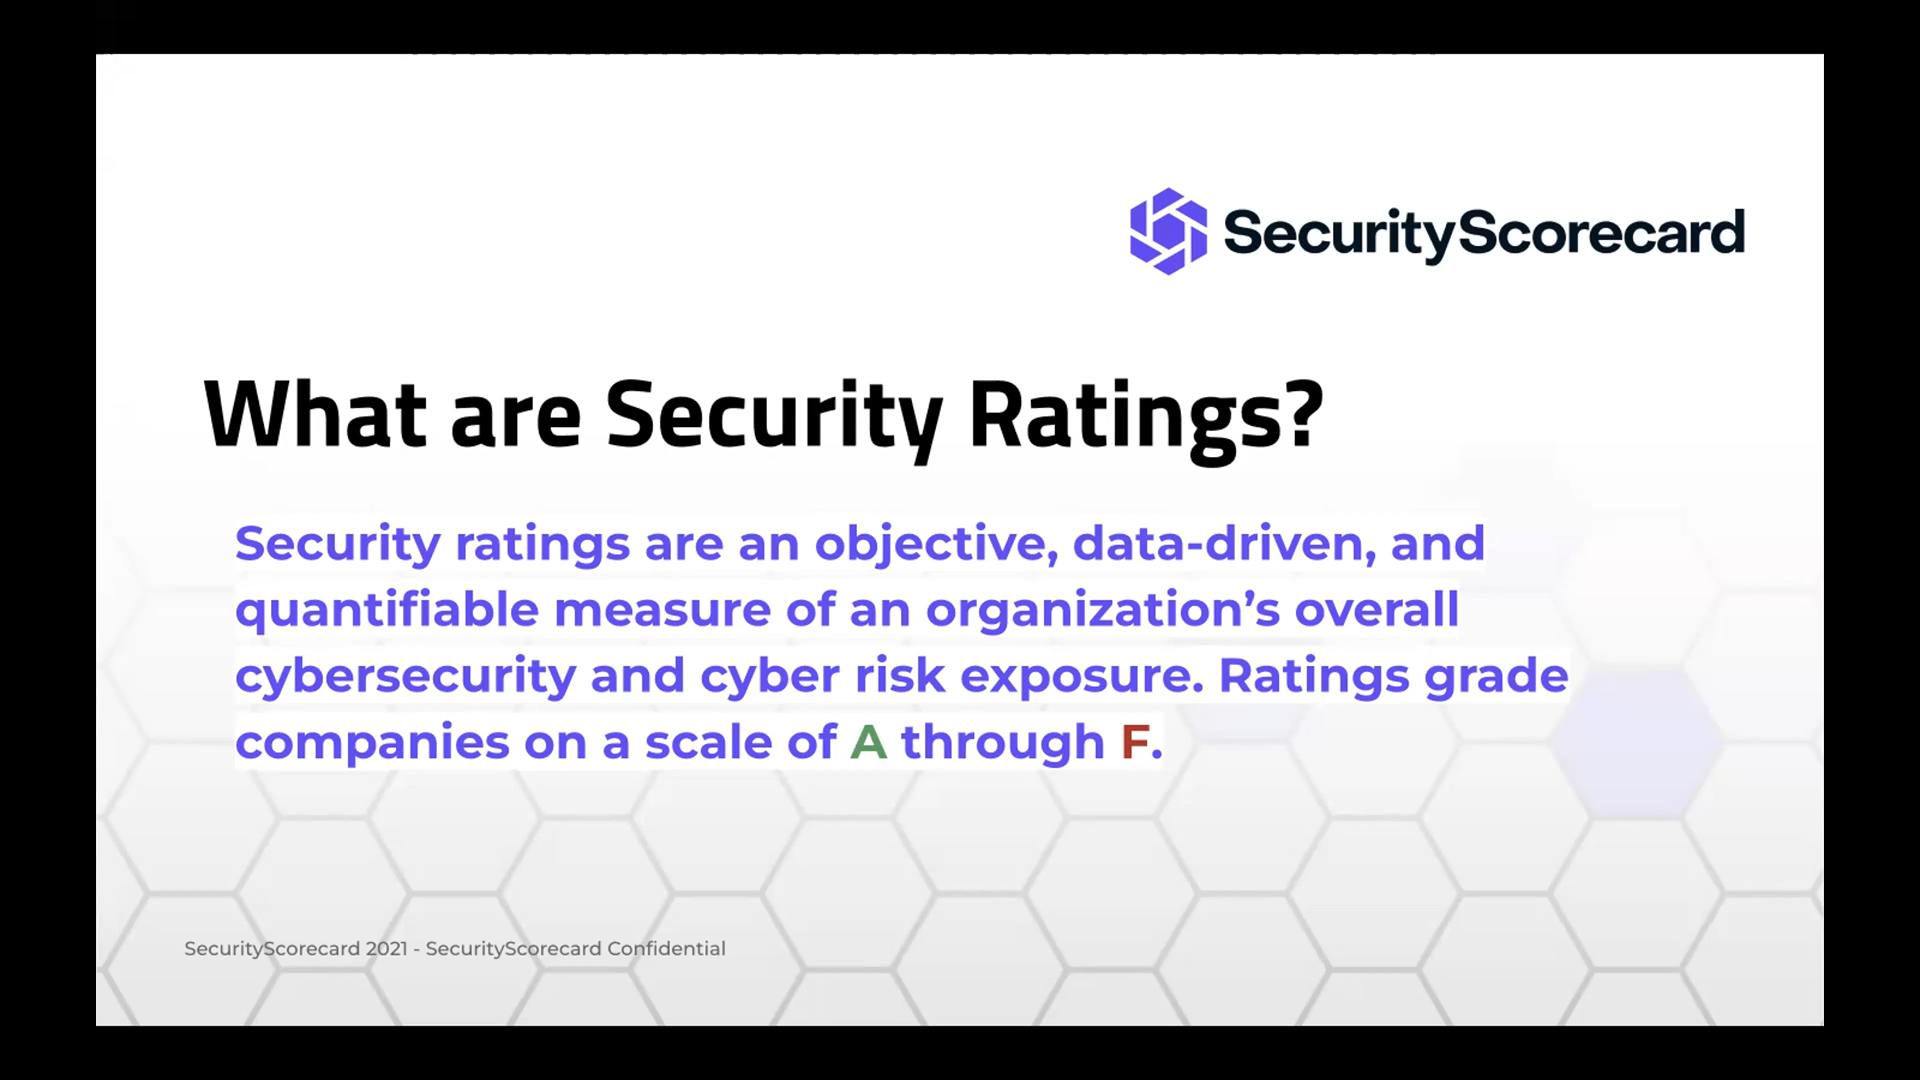 SecurityScorecard
What are Security Ratings?
Security ratings are an objective, data-driven, and
quantifiable measure of an organization’s overall
cybersecurity and cyber risk exposure. Ratings grade
companies on a scale of A through F.
SecurityScorecard 2021 - SecurityScorecard Confidential